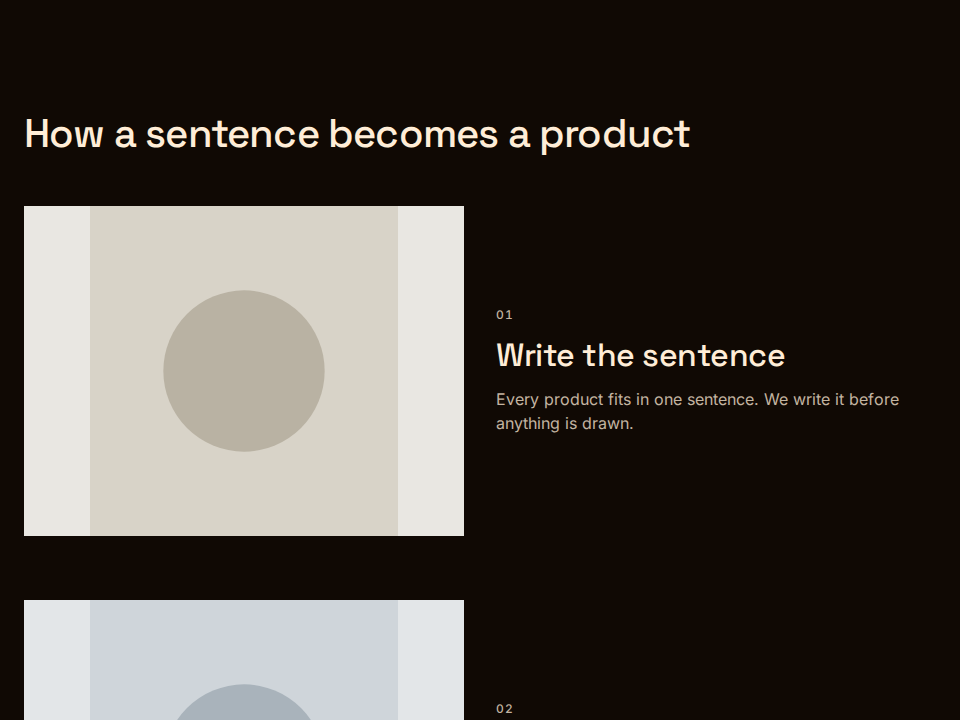 How a sentence becomes a product
01
Write the sentence
Every product fits in one sentence. We write it before
anything is drawn.
02